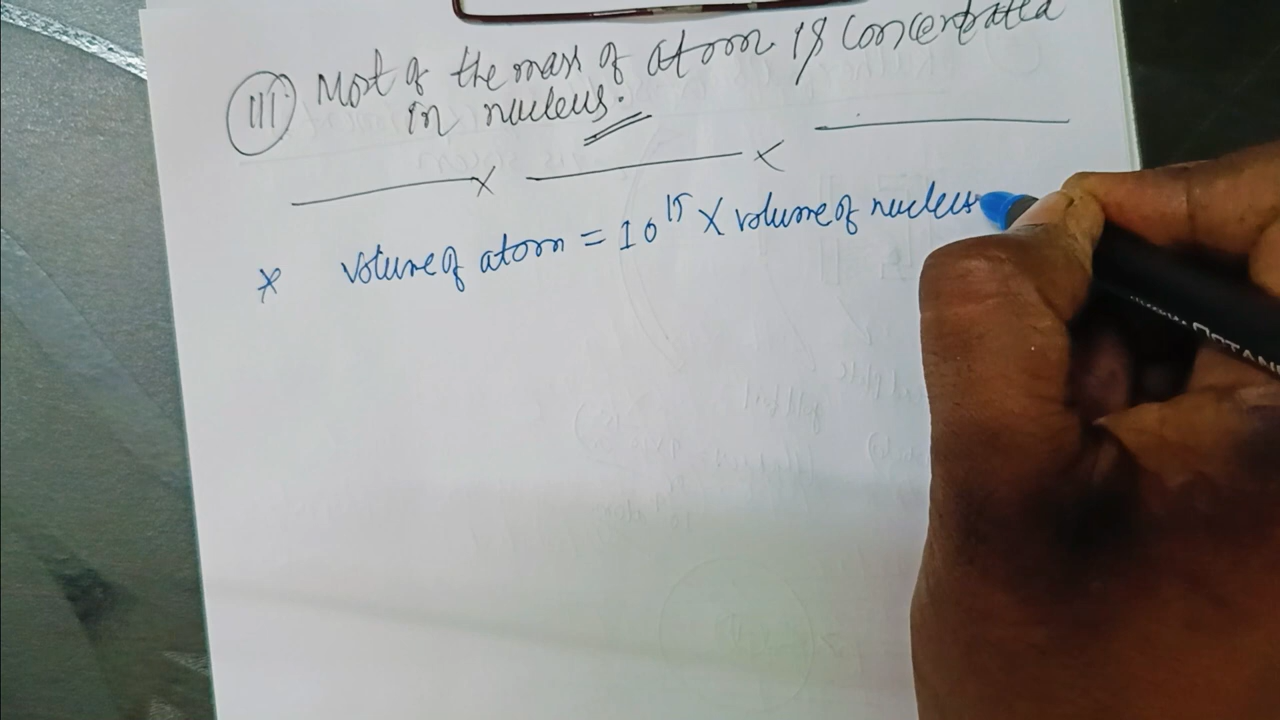 III Most of the mass of atom is concentrated
in nucleus.
* volume of atom = 10^15 X volume of nucleus